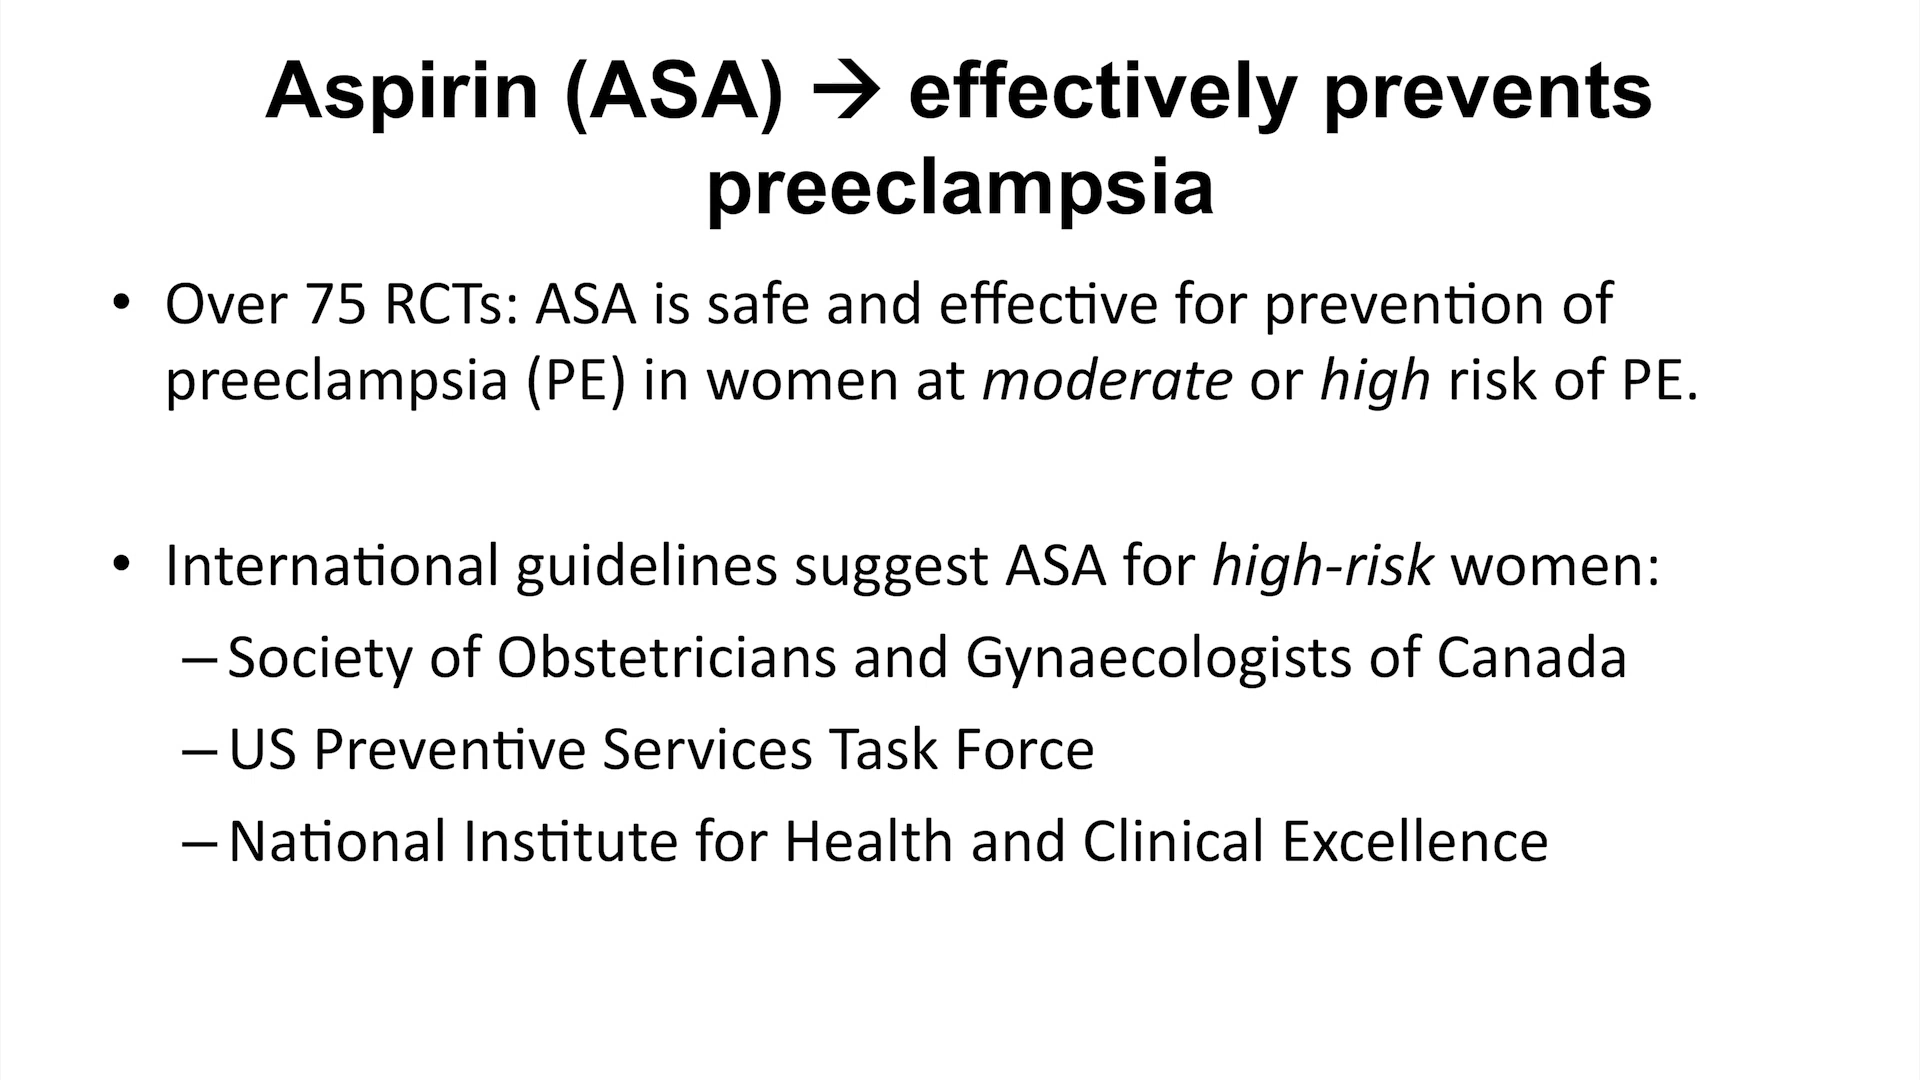 Aspirin (ASA) → effectively prevents
preeclampsia
• Over 75 RCTs: ASA is safe and effective for prevention of
preeclampsia (PE) in women at moderate or high risk of PE.
• International guidelines suggest ASA for high-risk women:
– Society of Obstetricians and Gynaecologists of Canada
– US Preventive Services Task Force
– National Institute for Health and Clinical Excellence